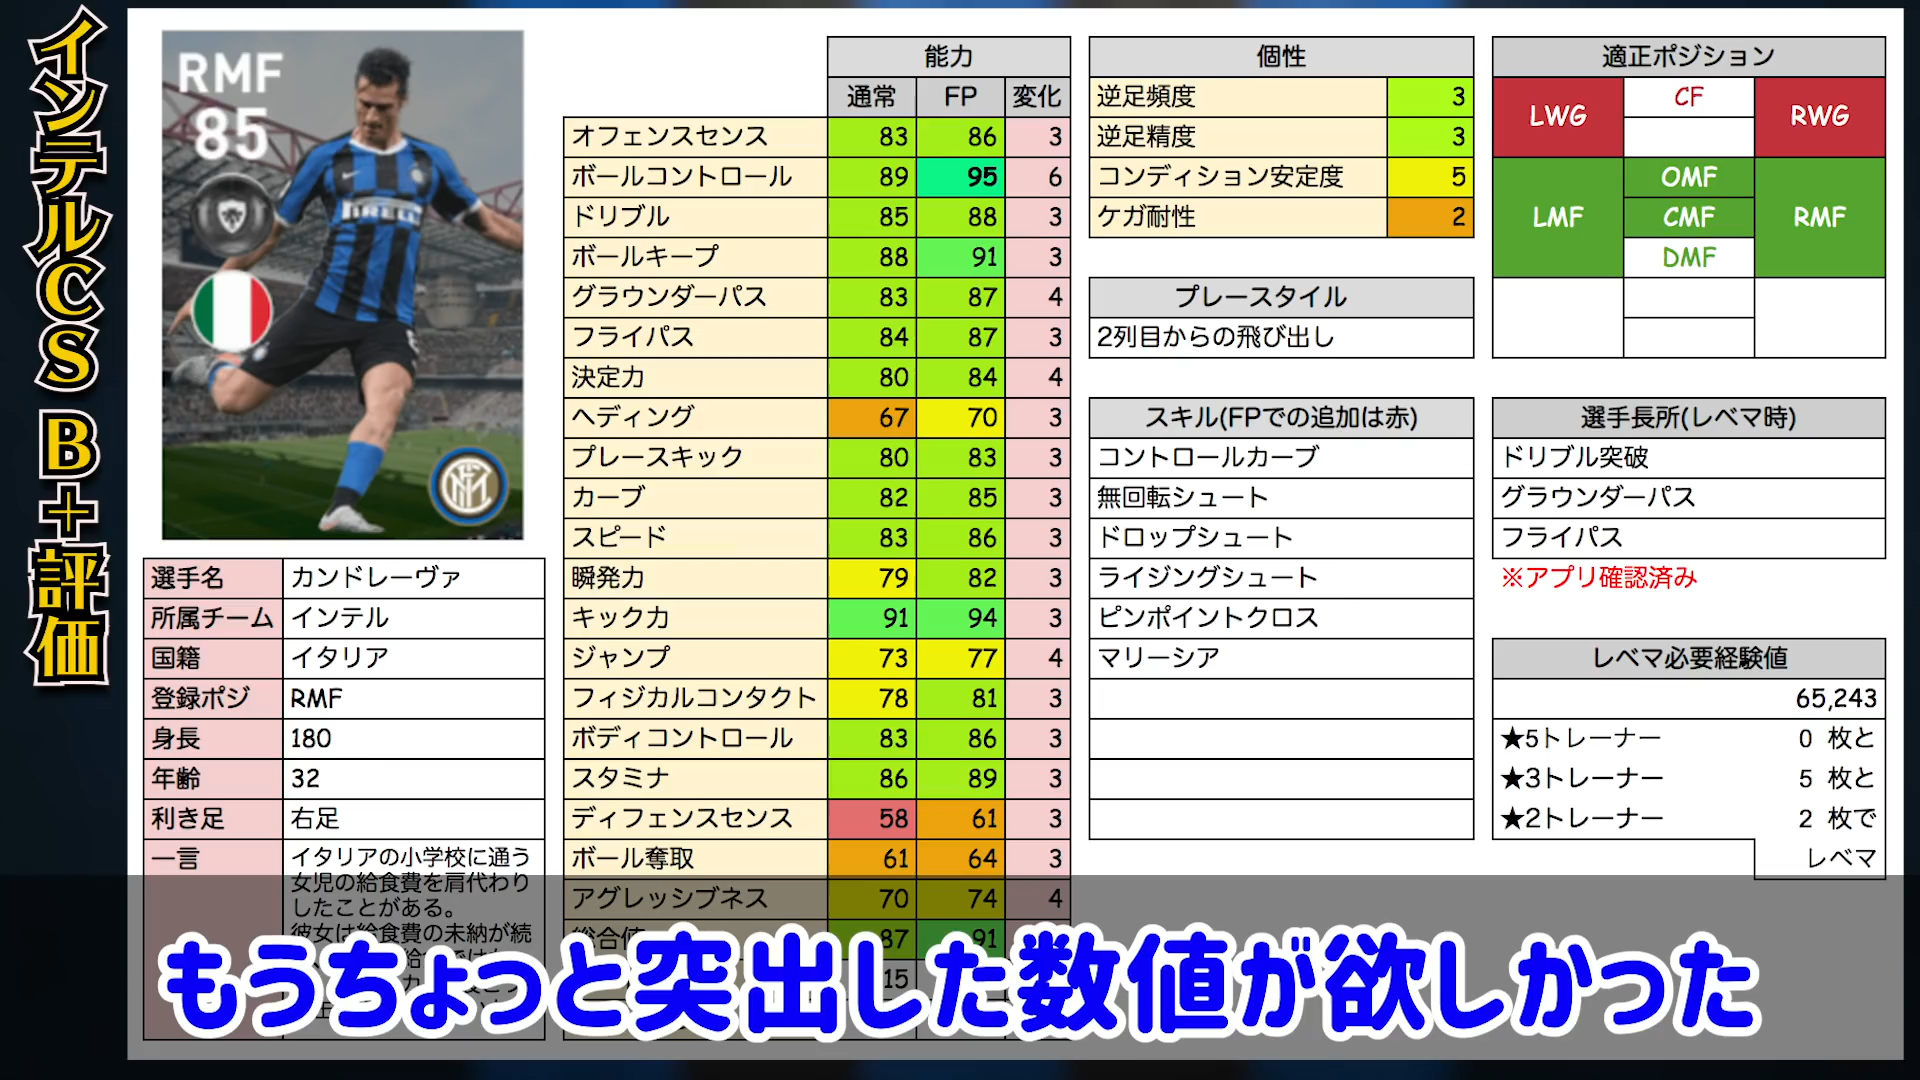 インテルCS B+評価
RMF
85
PIRELLI
選手名 カンドレーヴァ
所属チーム インテル
国籍 イタリア
登録ポジ RMF
身長 180
年齢 32
利き足 右足
一言 イタリアの小学校に通う
女児の給食費を肩代わり
したことがある。
彼女は給食費の未納が続
能力
通常 FP 変化
オフェンスセンス 83 86 3
ボールコントロール 89 95 6
ドリブル 85 88 3
ボールキープ 88 91 3
グラウンダーパス 83 87 4
フライパス 84 87 3
決定力 80 84 4
ヘディング 67 70 3
プレースキック 80 83 3
カーブ 82 85 3
スピード 83 86 3
瞬発力 79 82 3
キック力 91 94 3
ジャンプ 73 77 4
フィジカルコンタクト 78 81 3
ボディコントロール 83 86 3
スタミナ 86 89 3
ディフェンスセンス 58 61 3
ボール奪取 61 64 3
アグレッシブネス 70 74 4
総合値 87 91
15
個性
逆足頻度 3
逆足精度 3
コンディション安定度 5
ケガ耐性 2
プレースタイル
2列目からの飛び出し
スキル(FPでの追加は赤)
コントロールカーブ
無回転シュート
ドロップシュート
ライジングシュート
ピンポイントクロス
マリーシア
適正ポジション
LWG CF RWG
OMF
LMF CMF RMF
DMF
選手長所(レベマ時)
ドリブル突破
グラウンダーパス
フライパス
※アプリ確認済み
レベマ必要経験値
65,243
★5トレーナー 0 枚と
★3トレーナー 5 枚と
★2トレーナー 2 枚で
レベマ
もうちょっと突出した数値が欲しかった